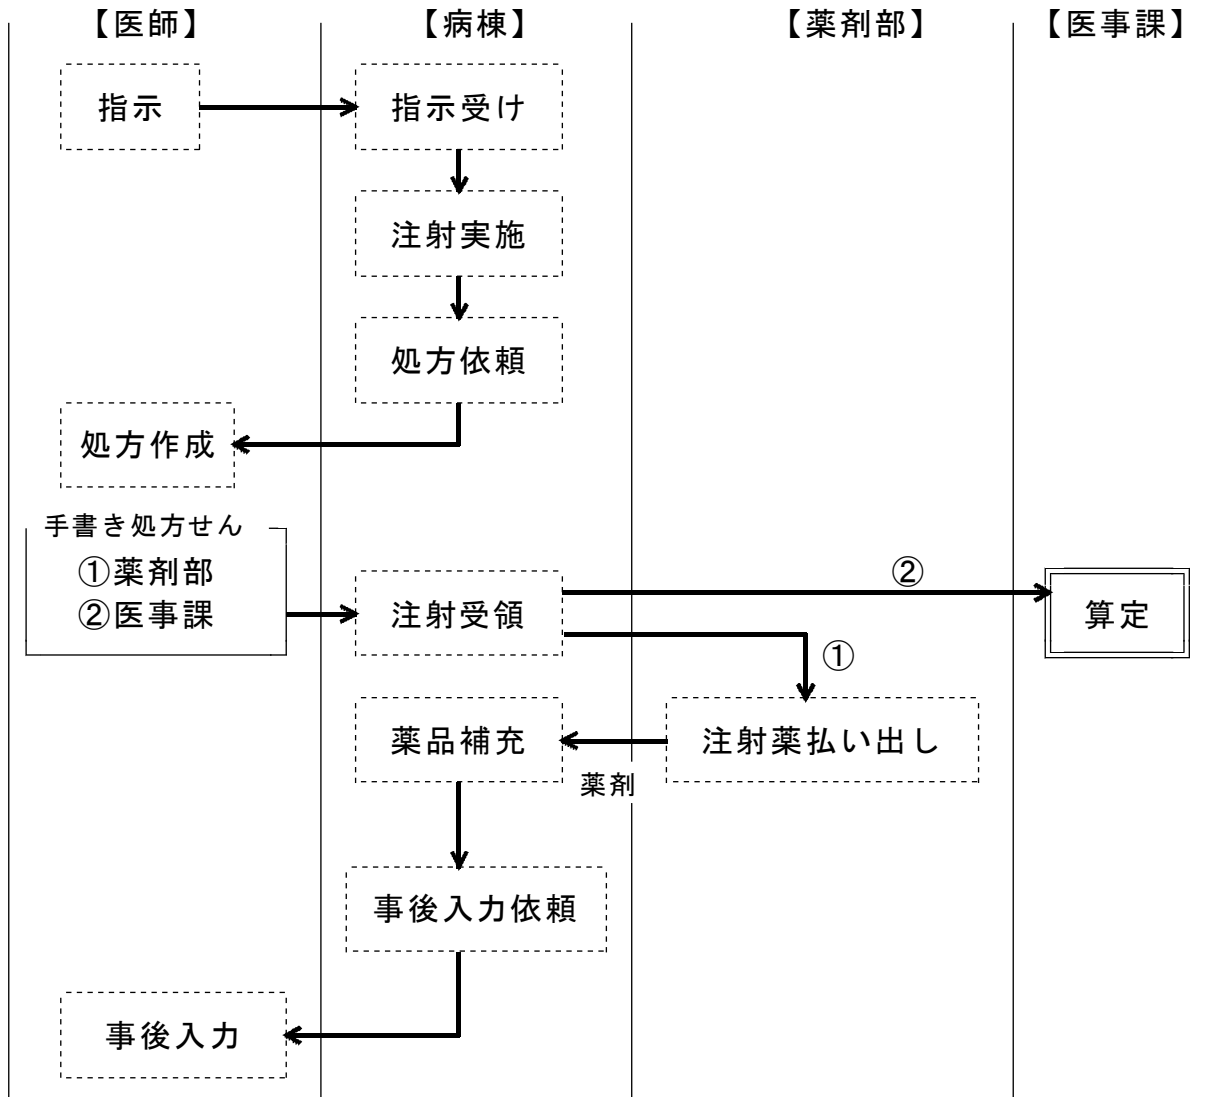 【医師】
【病棟】
【薬剤部】
【医事課】
指示
指示受け
注射実施
処方依頼
処方作成
手書き処方せん
①薬剤部
②医事課
注射受領
②
算定
①
薬品補充
注射薬払い出し
薬剤
事後入力依頼
事後入力